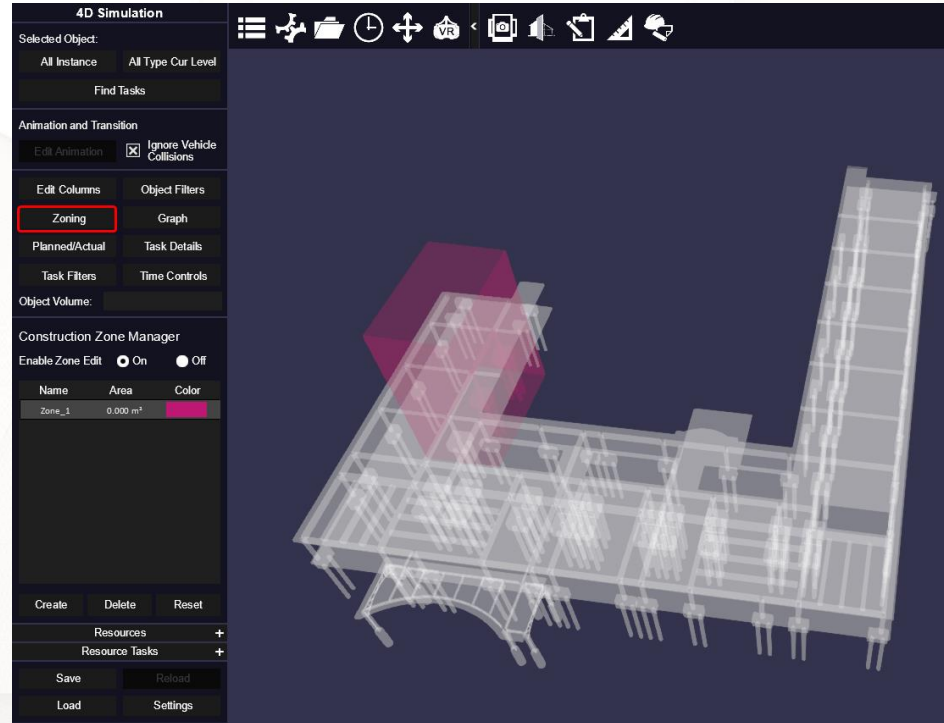 4D Simulation
Selected Object:
All Instance
All Type Cur Level
Find Tasks
Animation and Transition
Edit Animation
Ignore Vehicle
Collisions
Edit Columns
Object Filters
Zoning
Graph
Planned/Actual
Task Details
Task Filters
Time Controls
Object Volume:
Construction Zone Manager
Enable Zone Edit On Off
Name Area Color
Zone_1 0.000 m²
Create Delete Reset
Resources +
Resource Tasks +
Save
Reload
Load
Settings
VR